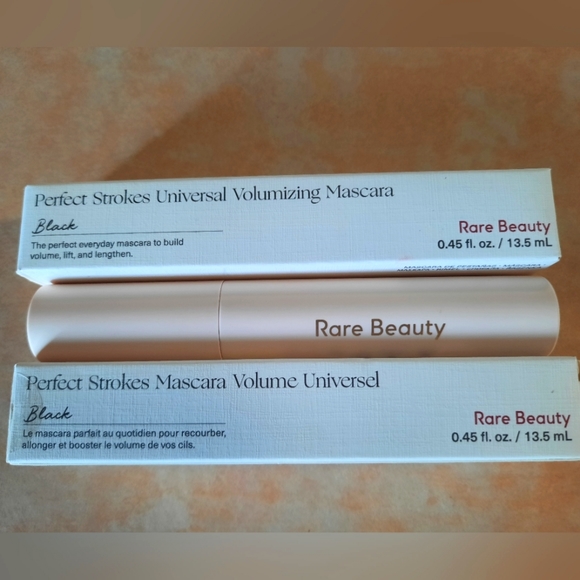 Perfect Strokes Universal Volumizing Mascara
Black
The perfect everyday mascara to build
volume, lift, and lengthen.
Rare Beauty
0.45 fl. oz. / 13.5 mL
Rare Beauty
Perfect Strokes Mascara Volume Universel
Black
Le mascara parfait au quotidien pour recourber,
allonger et booster le volume de vos cils.
Rare Beauty
0.45 fl. oz. / 13.5 mL